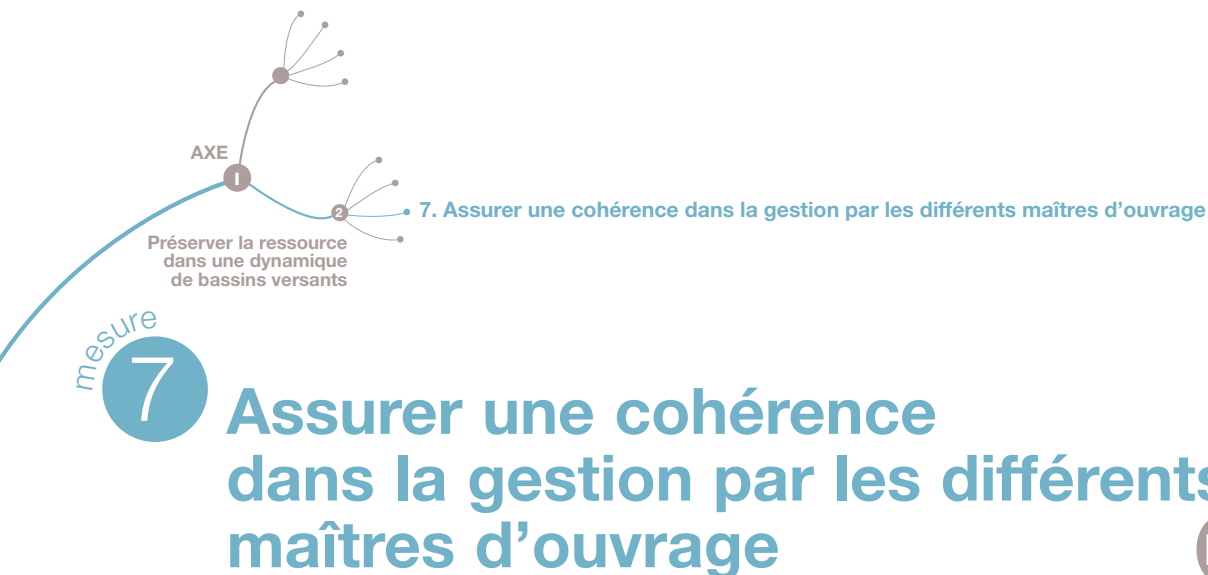 AXE
I
2
7. Assurer une cohérence dans la gestion par les différents maîtres d’ouvrage
Préserver la ressource
dans une dynamique
de bassins versants
mesure
7
Assurer une cohérence
dans la gestion par les différents
maîtres d’ouvrage